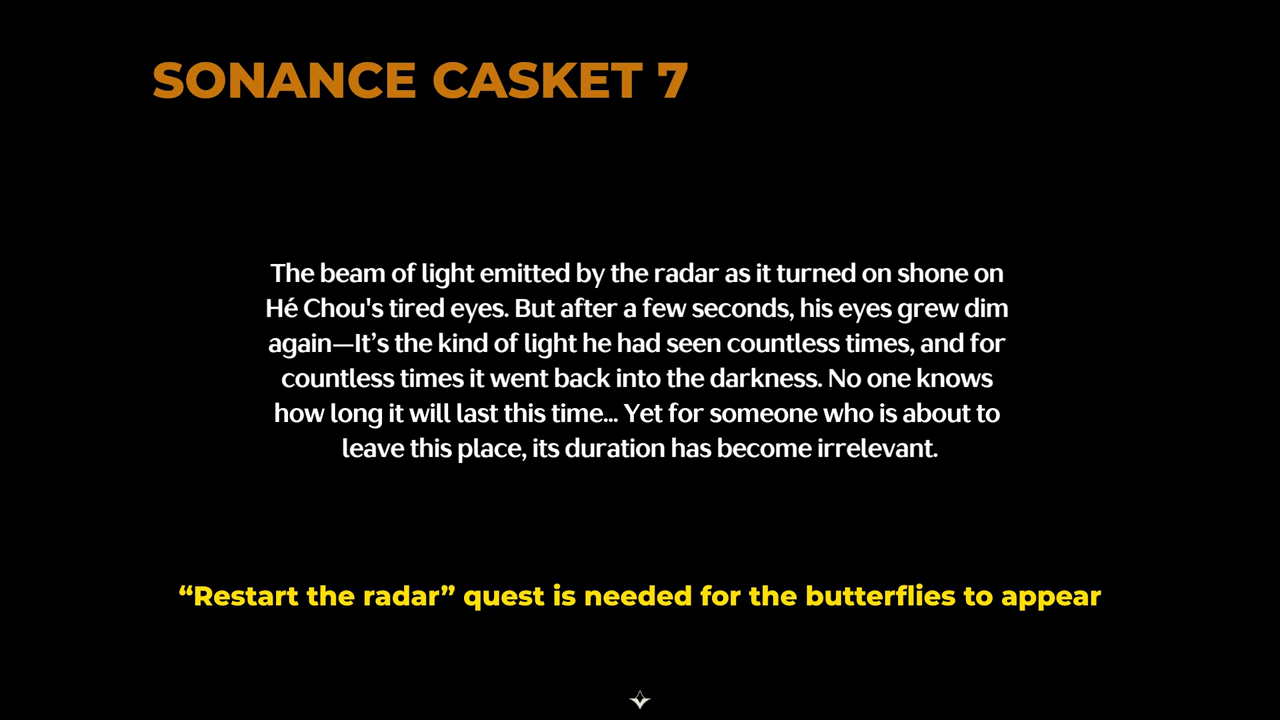 SONANCE CASKET 7
The beam of light emitted by the radar as it turned on shone on
Hé Chou's tired eyes. But after a few seconds, his eyes grew dim
again—It’s the kind of light he had seen countless times, and for
countless times it went back into the darkness. No one knows
how long it will last this time... Yet for someone who is about to
leave this place, its duration has become irrelevant.
“Restart the radar” quest is needed for the butterflies to appear